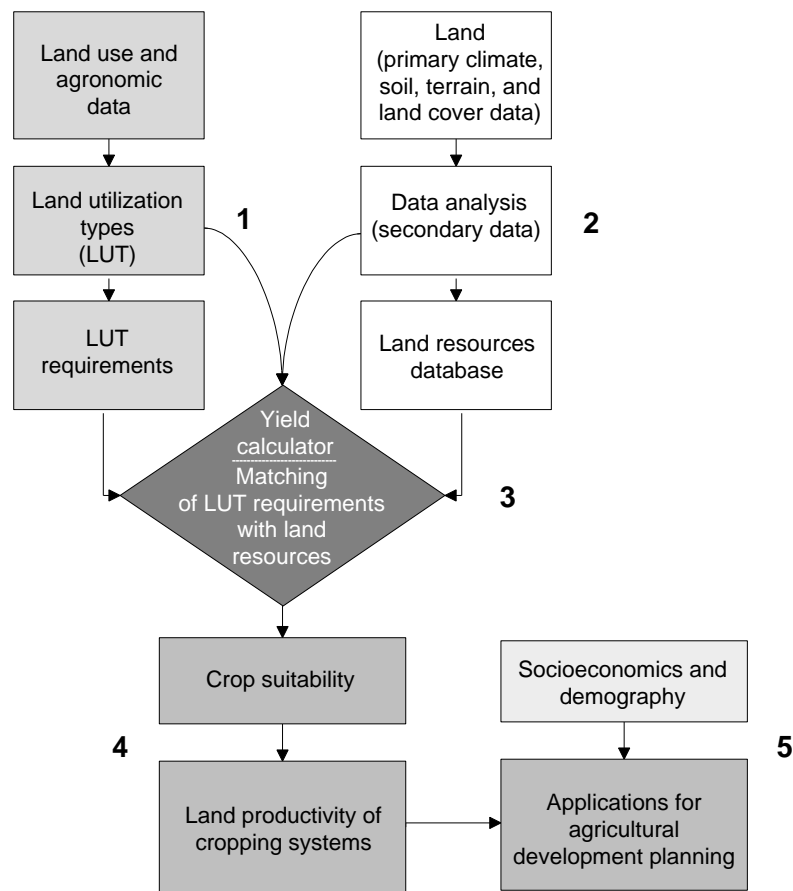 Land use and
agronomic
data
Land
(primary climate,
soil, terrain, and
land cover data)
Land utilization
types
(LUT)
1
Data analysis
(secondary data)
2
LUT
requirements
Land resources
database
Yield
calculator
Matching
of LUT requirements
with land
resources
3
Crop suitability
Socioeconomics and
demography
4
5
Land productivity of
cropping systems
Applications for
agricultural
development planning